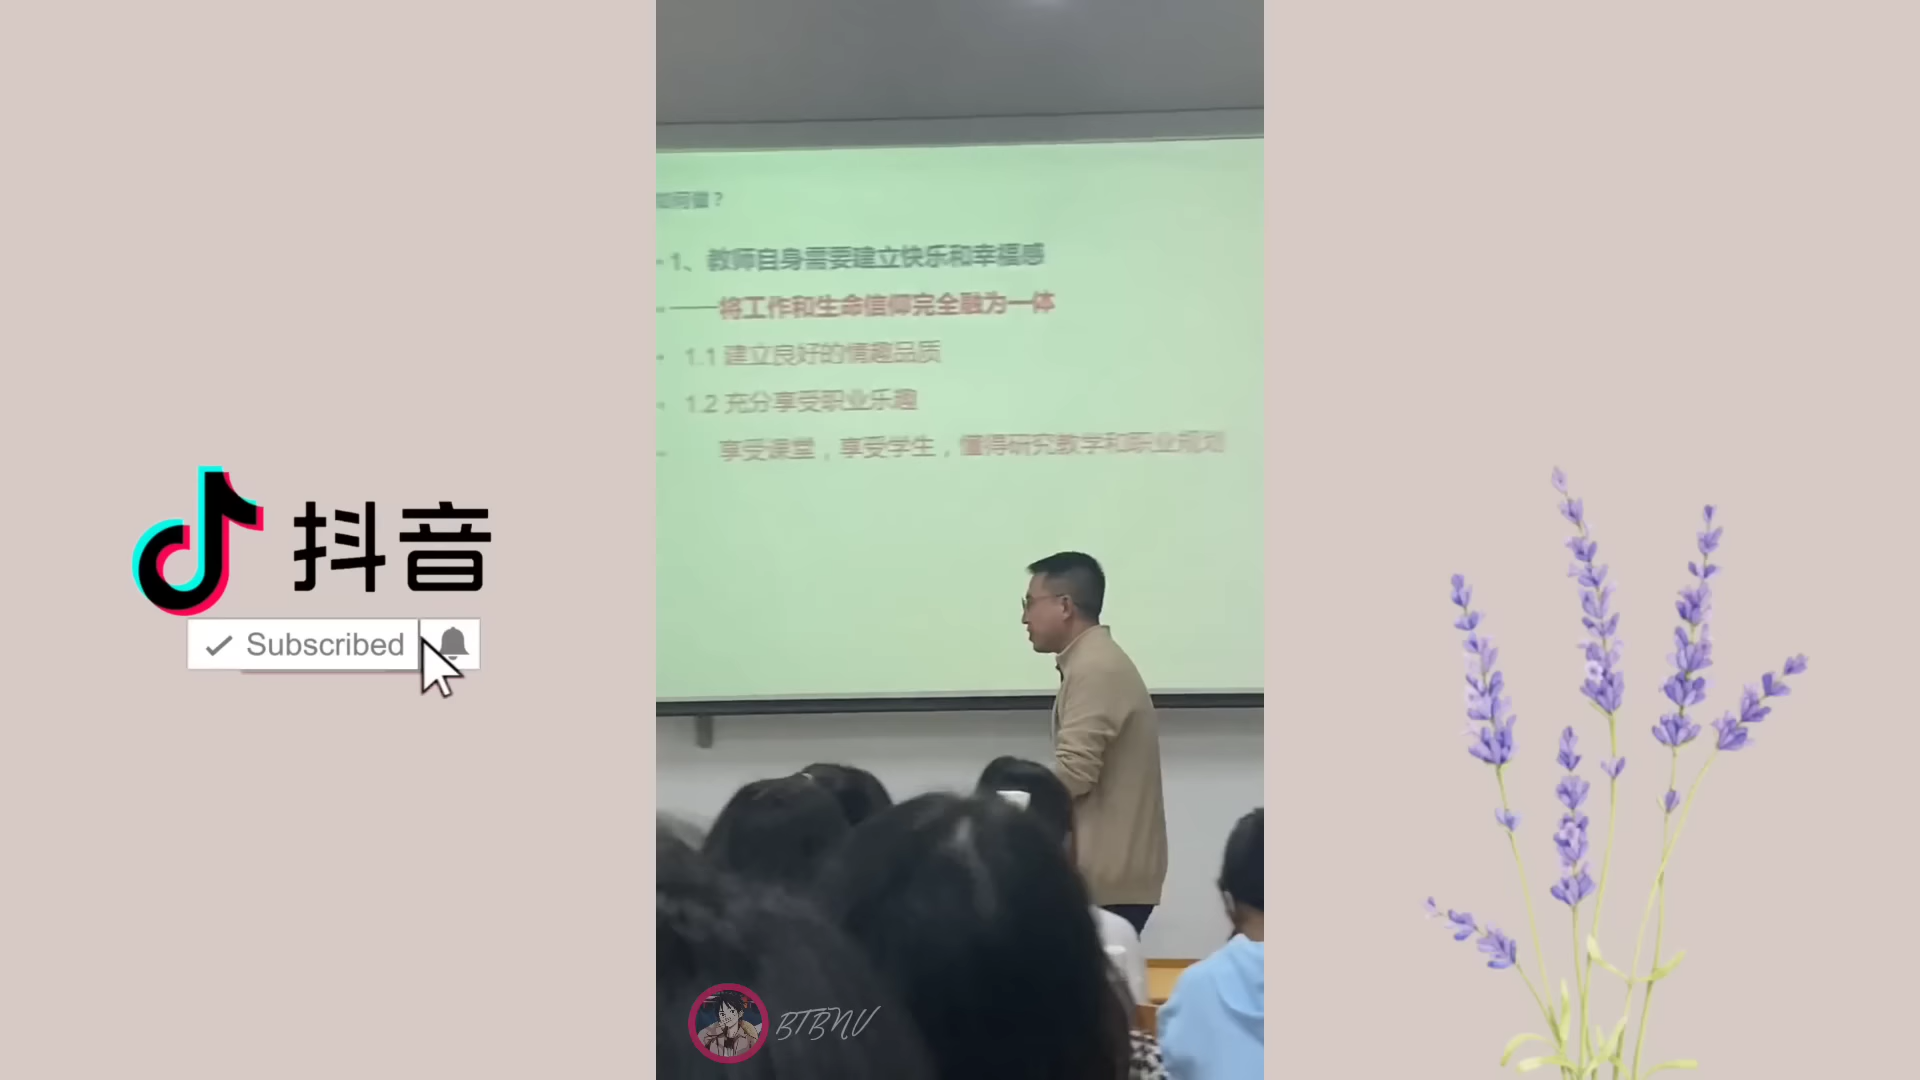 如何做？
1、教师自身需要建立快乐和幸福感
——将工作和生命信仰完全融为一体
1.1 建立良好的情趣品质
1.2 充分享受职业乐趣
享受课堂，享受学生，懂得研究教学和职业规划
抖音
Subscribed
BTBNV